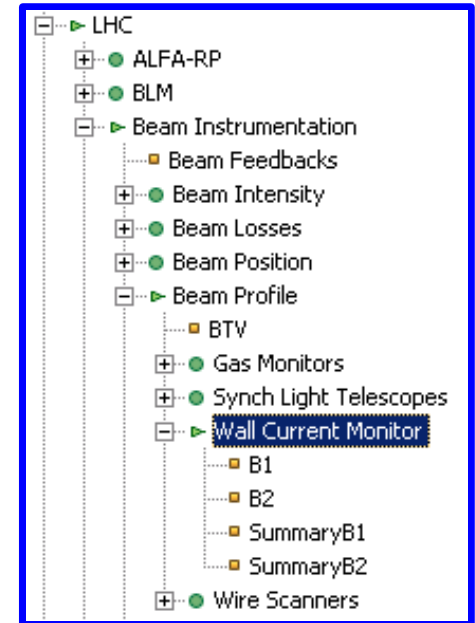 LHC
ALFA-RP
BLM
Beam Instrumentation
Beam Feedbacks
Beam Intensity
Beam Losses
Beam Position
Beam Profile
BTV
Gas Monitors
Synch Light Telescopes
Wall Current Monitor
B1
B2
SummaryB1
SummaryB2
Wire Scanners